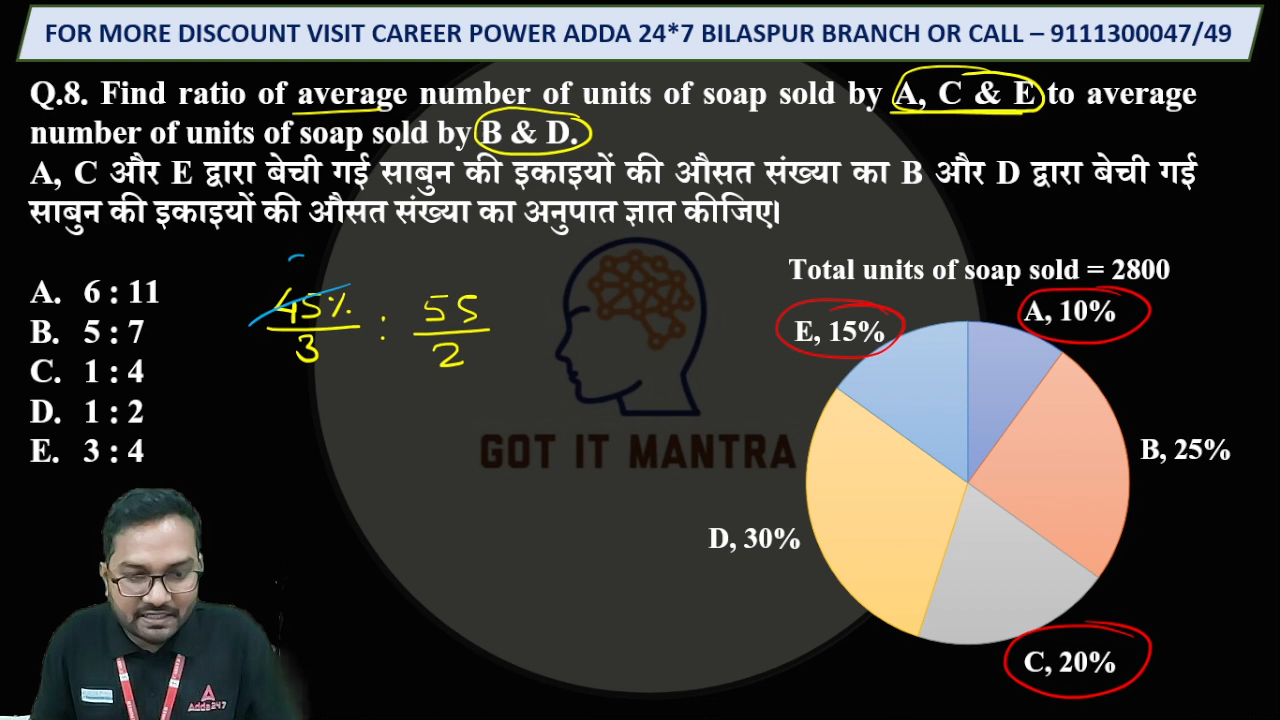 FOR MORE DISCOUNT VISIT CAREER POWER ADDA 24*7 BILASPUR BRANCH OR CALL – 9111300047/49
Q.8. Find ratio of average number of units of soap sold by A, C & E to average
number of units of soap sold by B & D.
A, C और E द्वारा बेची गई साबुन की इकाइयों की औसत संख्या का B और D द्वारा बेची गई
साबुन की इकाइयों की औसत संख्या का अनुपात ज्ञात कीजिए।
Total units of soap sold = 2800
A. 6 : 11
B. 5 : 7
C. 1 : 4
D. 1 : 2
E. 3 : 4
45% : 55
3 2
E, 15%
A, 10%
B, 25%
D, 30%
C, 20%
GOT IT MANTRA
Adda247